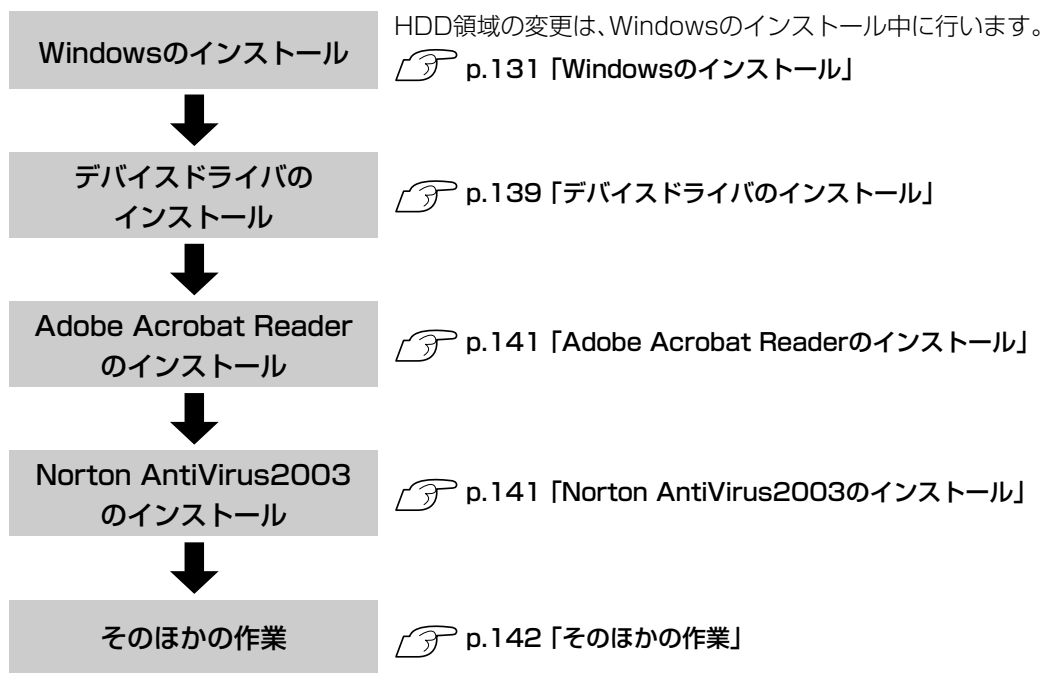 HDD領域の変更は、Windowsのインストール中に行います。
Windowsのインストール
p.131「Windowsのインストール」
デバイスドライバの
インストール
p.139「デバイスドライバのインストール」
Adobe Acrobat Reader
のインストール
p.141「Adobe Acrobat Readerのインストール」
Norton AntiVirus2003
のインストール
p.141「Norton AntiVirus2003のインストール」
そのほかの作業
p.142「そのほかの作業」